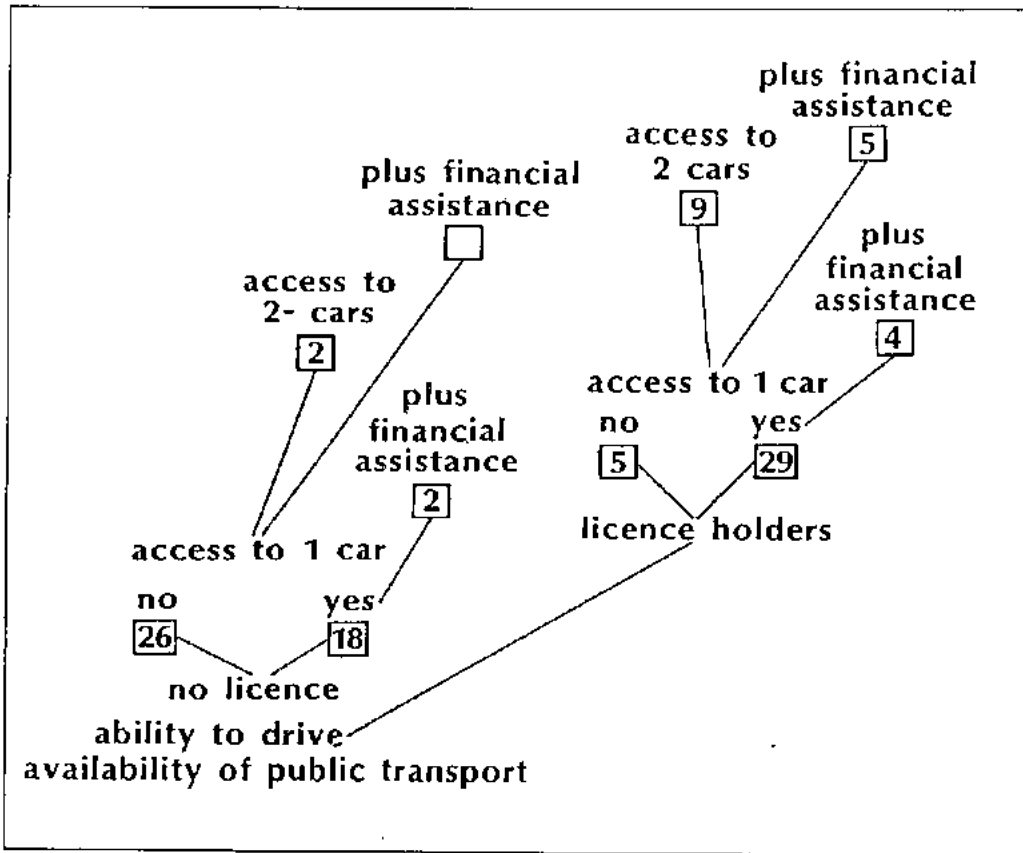 plus financial
assistance
5
access to
2 cars
9
plus
financial
assistance
4
access to 1 car
no
yes
5
29
licence holders
plus financial
assistance
access to
2- cars
2
plus
financial
assistance
2
access to 1 car
no
yes
26
18
no licence
ability to drive
availability of public transport